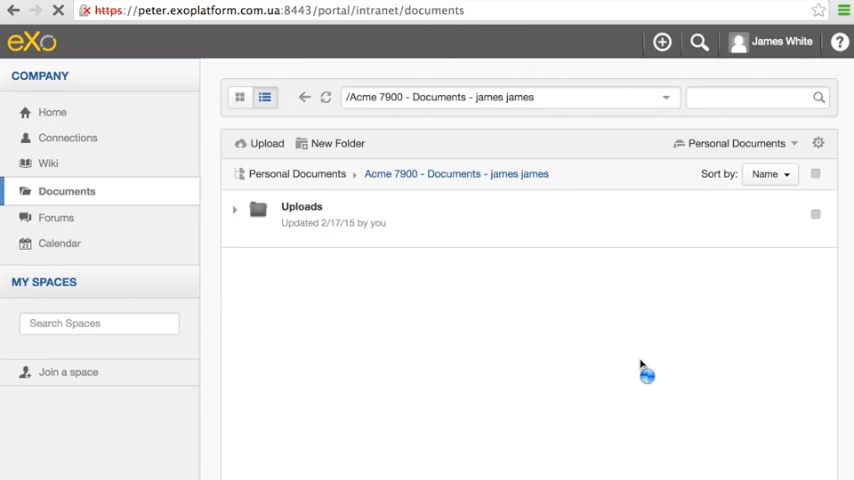 https://peter.exoplatform.com.ua:8443/portal/intranet/documents
eXo
James White
?
COMPANY
Home
Connections
Wiki
Documents
Forums
Calendar
MY SPACES
Search Spaces
Join a space
/Acme 7900 - Documents - james james
Upload New Folder
Personal Documents
Personal Documents Acme 7900 - Documents - james james
Sort by: Name
Uploads
Updated 2/17/15 by you